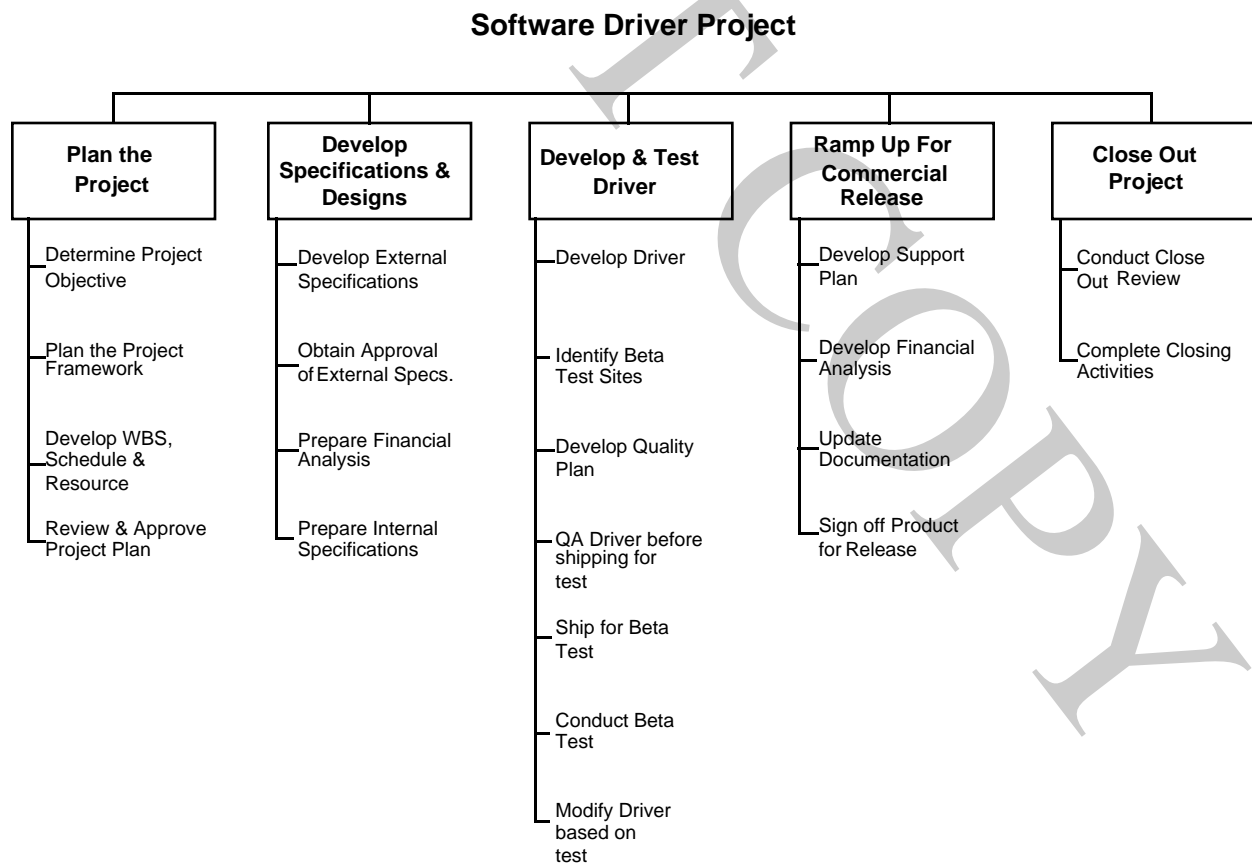 Software Driver Project
Plan the
Project
Determine Project
Objective
Plan the Project
Framework
Develop WBS,
Schedule &
Resource
Review & Approve
Project Plan
Develop
Specifications &
Designs
Develop External
Specifications
Obtain Approval
of External Specs.
Prepare Financial
Analysis
Prepare Internal
Specifications
Develop & Test
Driver
Develop Driver
Identify Beta
Test Sites
Develop Quality
Plan
QA Driver before
shipping for
test
Ship for Beta
Test
Conduct Beta
Test
Modify Driver
based on
test
Ramp Up For
Commercial
Release
Develop Support
Plan
Develop Financial
Analysis
Update
Documentation
Sign off Product
for Release
Close Out
Project
Conduct Close
Out Review
Complete Closing
Activities
COPY